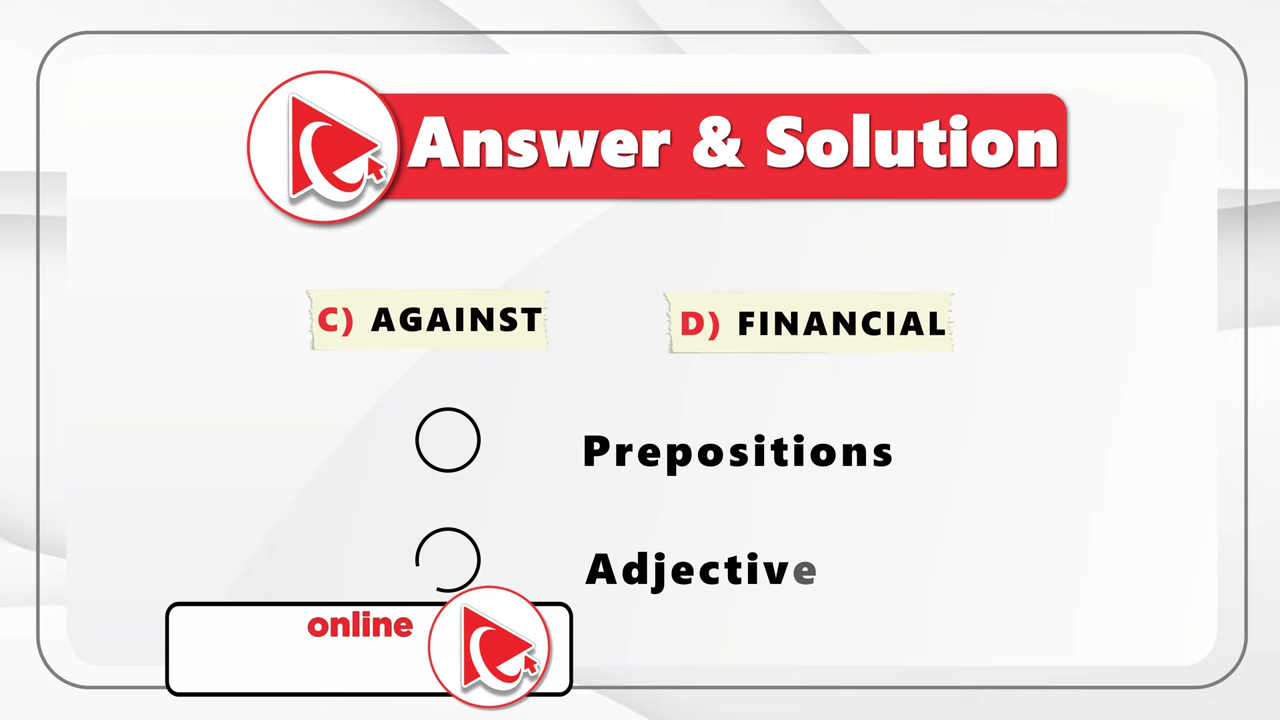 Answer & Solution
C) AGAINST
D) FINANCIAL
Prepositions
Adjective
online